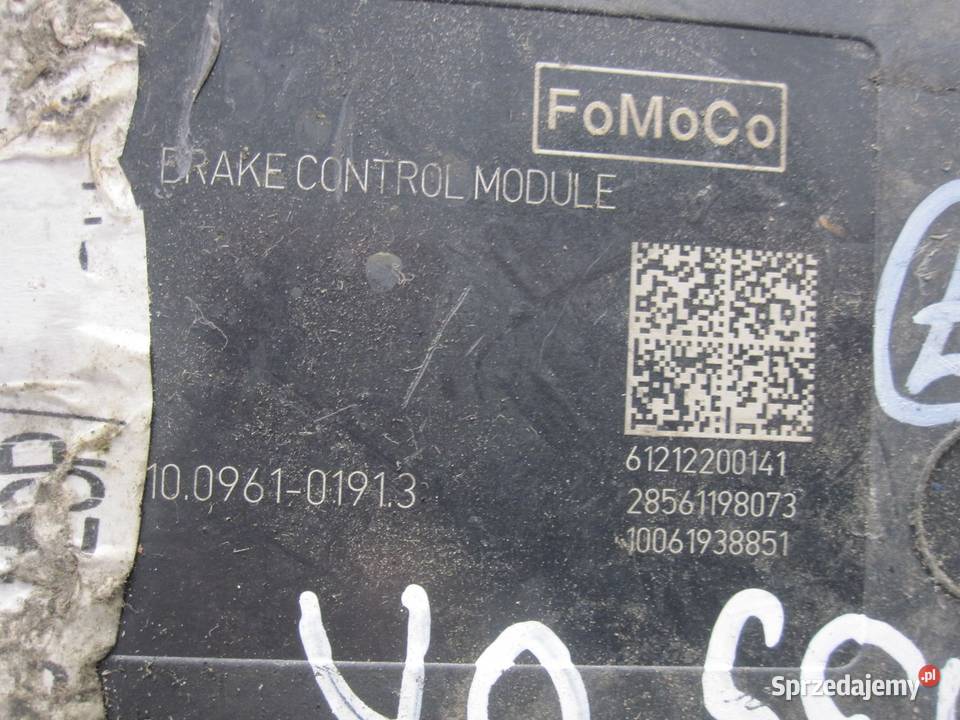 FoMoCo
BRAKE CONTROL MODULE
61212200141
28561198073
10061938851
10.0961-0191.3
Sprzedajemy.pl